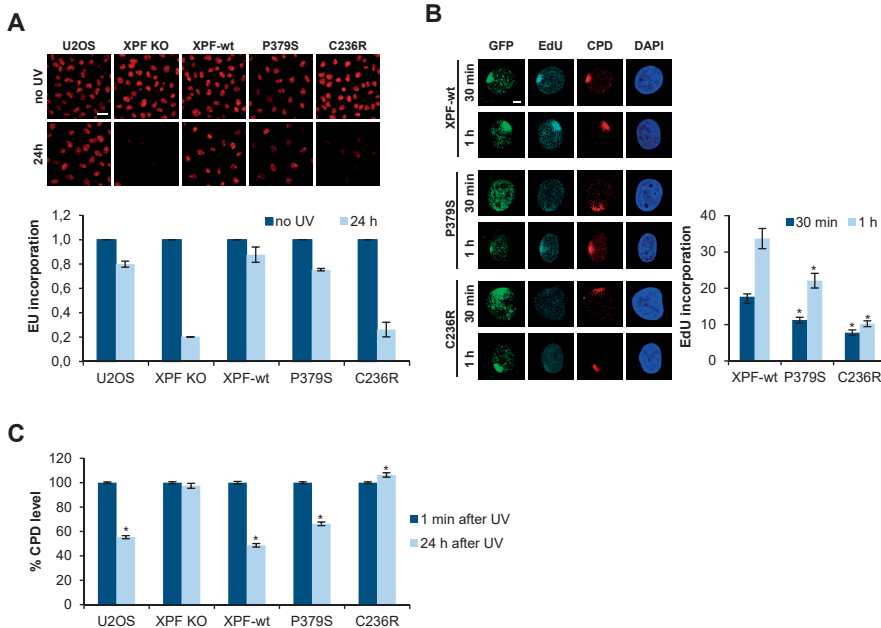 A
U2OS XPF KO XPF-wt P379S C236R
no UV
24h
EU incorporation
no UV 24 h
1,2
1,0
0,8
0,6
0,4
0,2
0,0
U2OS XPF KO XPF-wt P379S C236R
B
GFP EdU CPD DAPI
XPF-wt
30 min
1 h
P379S
30 min
1 h
C236R
30 min
1 h
EdU incorporation
40
30
20
10
0
30 min 1 h
*
*
*
*
XPF-wt P379S C236R
C
% CPD level
120
100
80
60
40
20
0
*
*
*
*
U2OS XPF KO XPF-wt P379S C236R
1 min after UV
24 h after UV